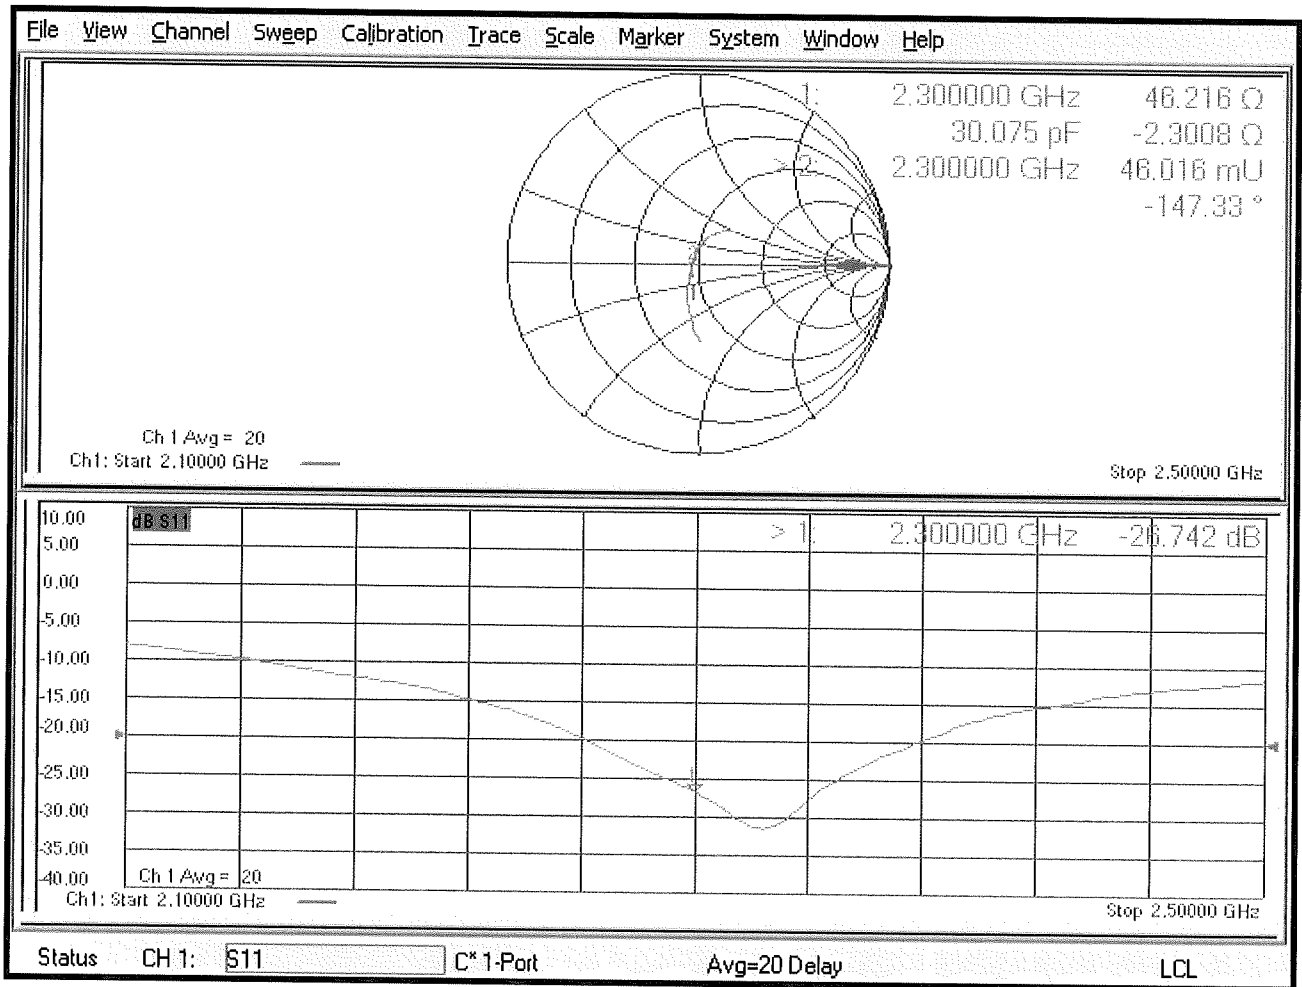 File View Channel Sweep Calibration Trace Scale Marker System Window Help
1: 2.300000 GHz 46.216 Ω
30.075 pF -2.3008 Ω
> 2: 2.300000 GHz 46.016 mU
-147.33 °
Ch 1 Avg = 20
Ch1: Start 2.10000 GHz
Stop 2.50000 GHz
10.00 dB S11
> 1: 2.300000 GHz -26.742 dB
5.00
0.00
-5.00
-10.00
-15.00
-20.00
-25.00
-30.00
-35.00
-40.00
Ch 1 Avg = 20
Ch1: Start 2.10000 GHz
Stop 2.50000 GHz
Status CH 1: S11 C* 1-Port Avg=20 Delay LCL